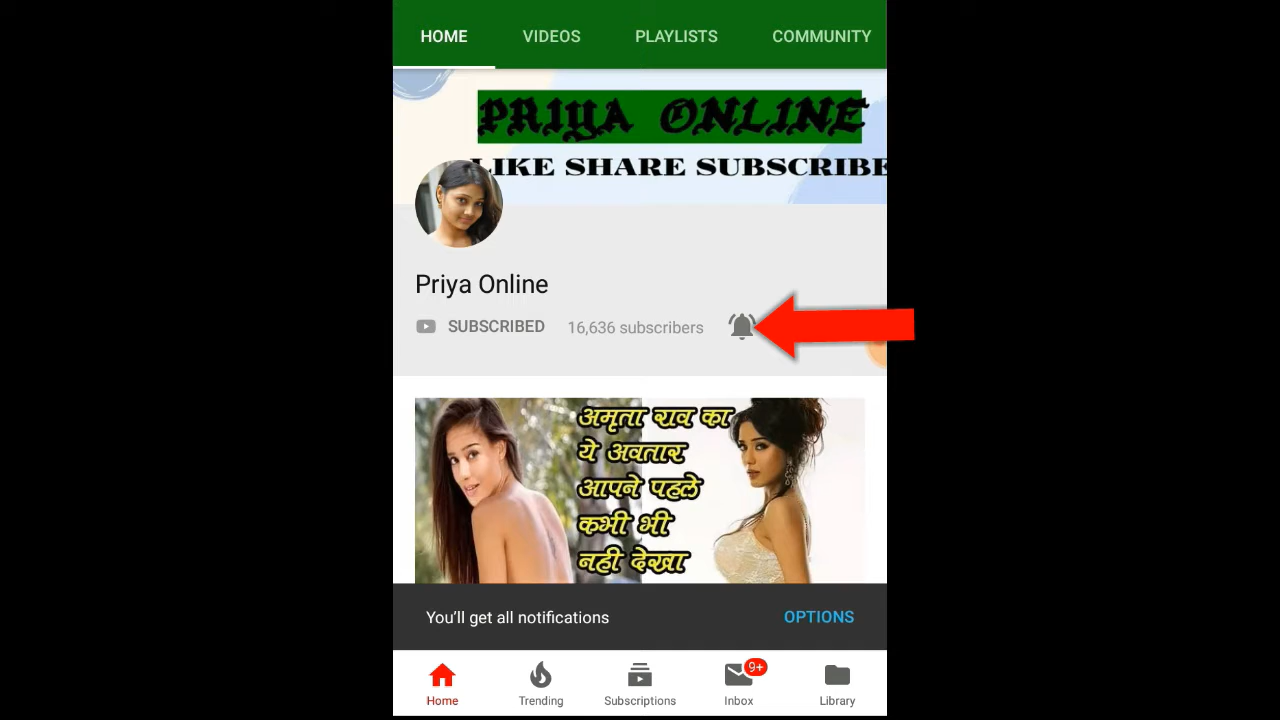 HOME VIDEOS PLAYLISTS COMMUNITY
PRIYA ONLINE
LIKE SHARE SUBSCRIBE
Priya Online
SUBSCRIBED 16,636 subscribers
अमृता राव का
ये अवतार
आपने पहले
कभी भी
नही देखा
You'll get all notifications OPTIONS
9+
Home Trending Subscriptions Inbox Library